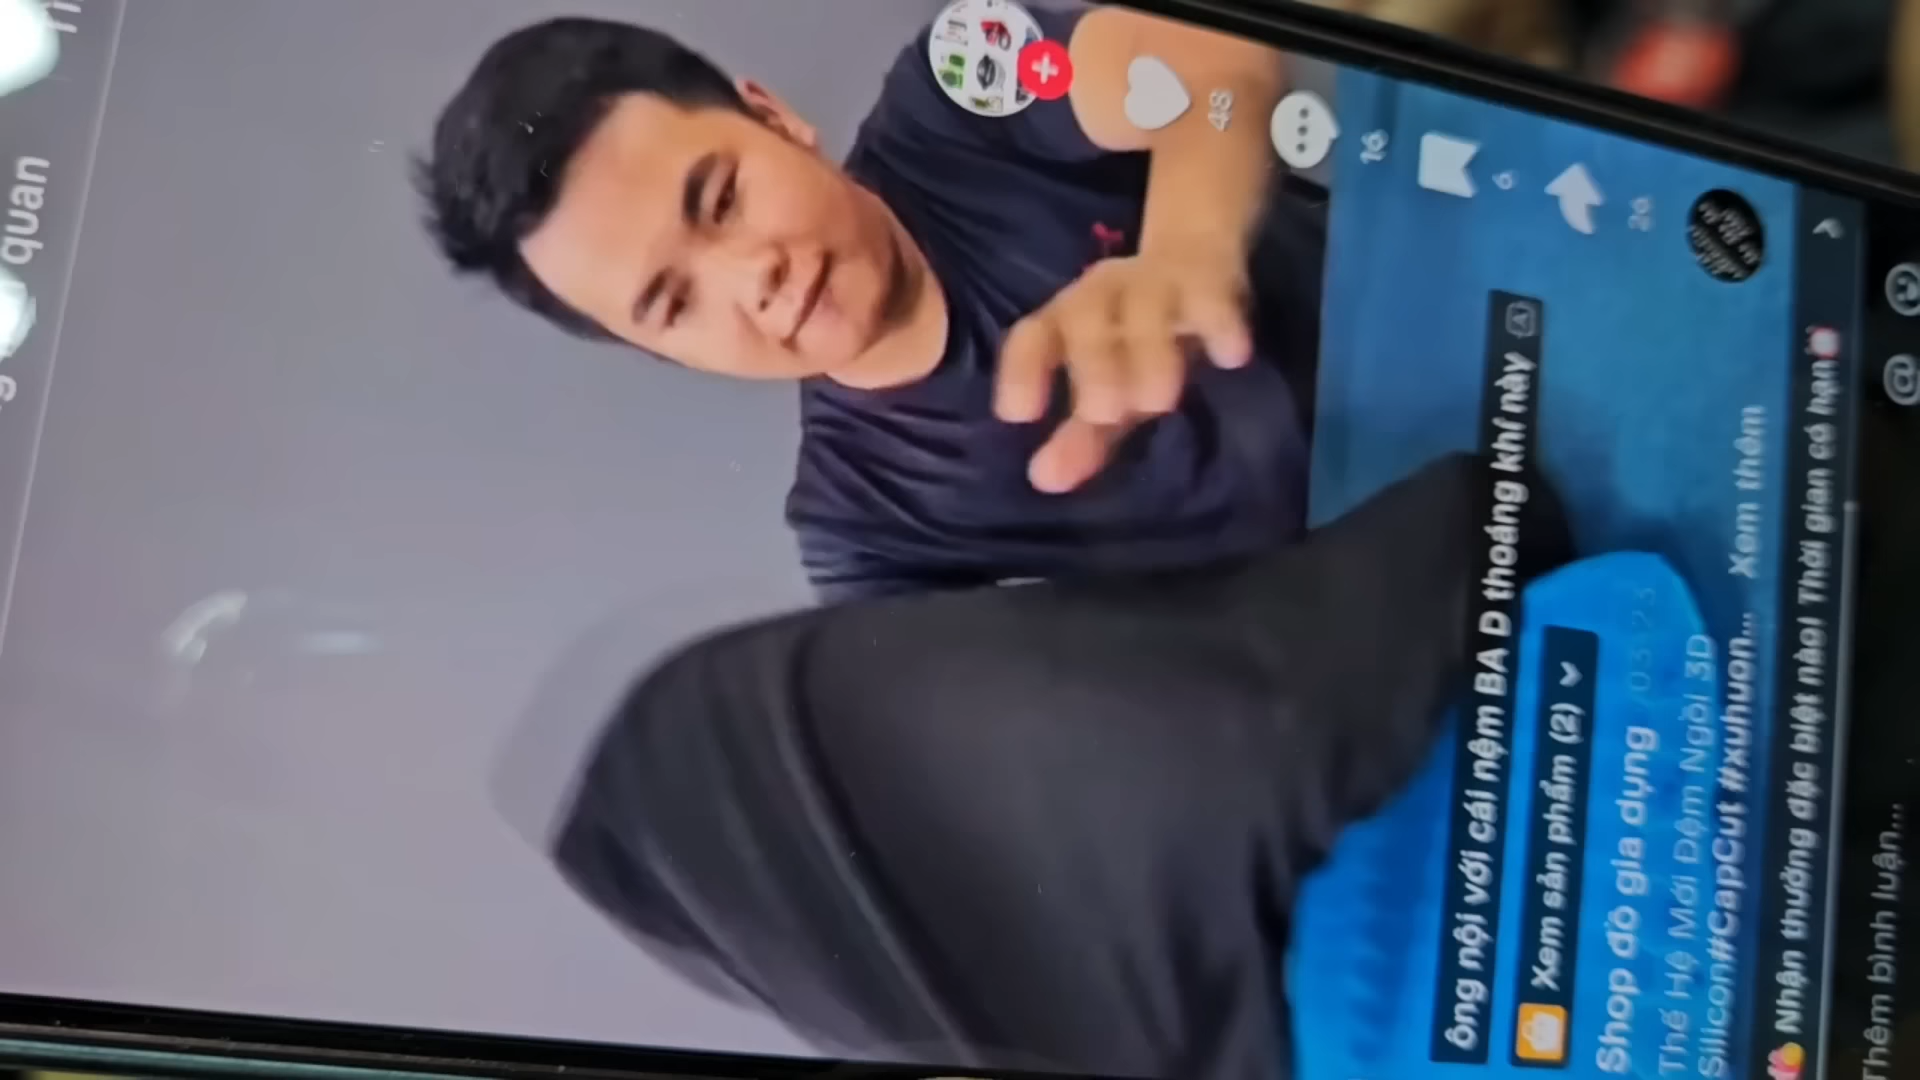 quan
48
16
6
26
ông nội với cái nệm BA D thoáng khí này
Xem sản phẩm (2)
Shop đồ gia dụng
Thế Hệ Mới Đệm Ngồi 3D
Silicon#CapCut #xuhuon... Xem thêm
Nhận thưởng đặc biệt nào! Thời gian có hạn
Thêm bình luận...